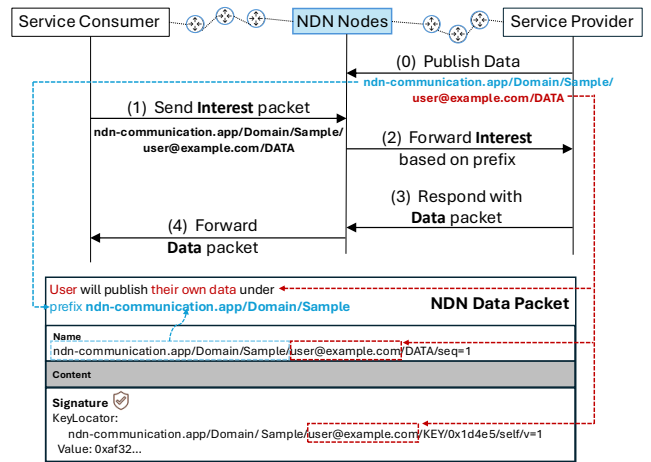 Service Consumer
NDN Nodes
Service Provider
(0) Publish Data
ndn-communication.app/Domain/Sample/
user@example.com/DATA
(1) Send Interest packet
ndn-communication.app/Domain/Sample/
user@example.com/DATA
(2) Forward Interest
based on prefix
(3) Respond with
Data packet
(4) Forward
Data packet
User will publish their own data under
prefix ndn-communication.app/Domain/Sample
NDN Data Packet
Name
ndn-communication.app/Domain/Sample/user@example.com/DATA/seq=1
Content
Signature
KeyLocator:
ndn-communication.app/Domain/ Sample/user@example.com/KEY/0x1d4e5/self/v=1
Value: 0xaf32...